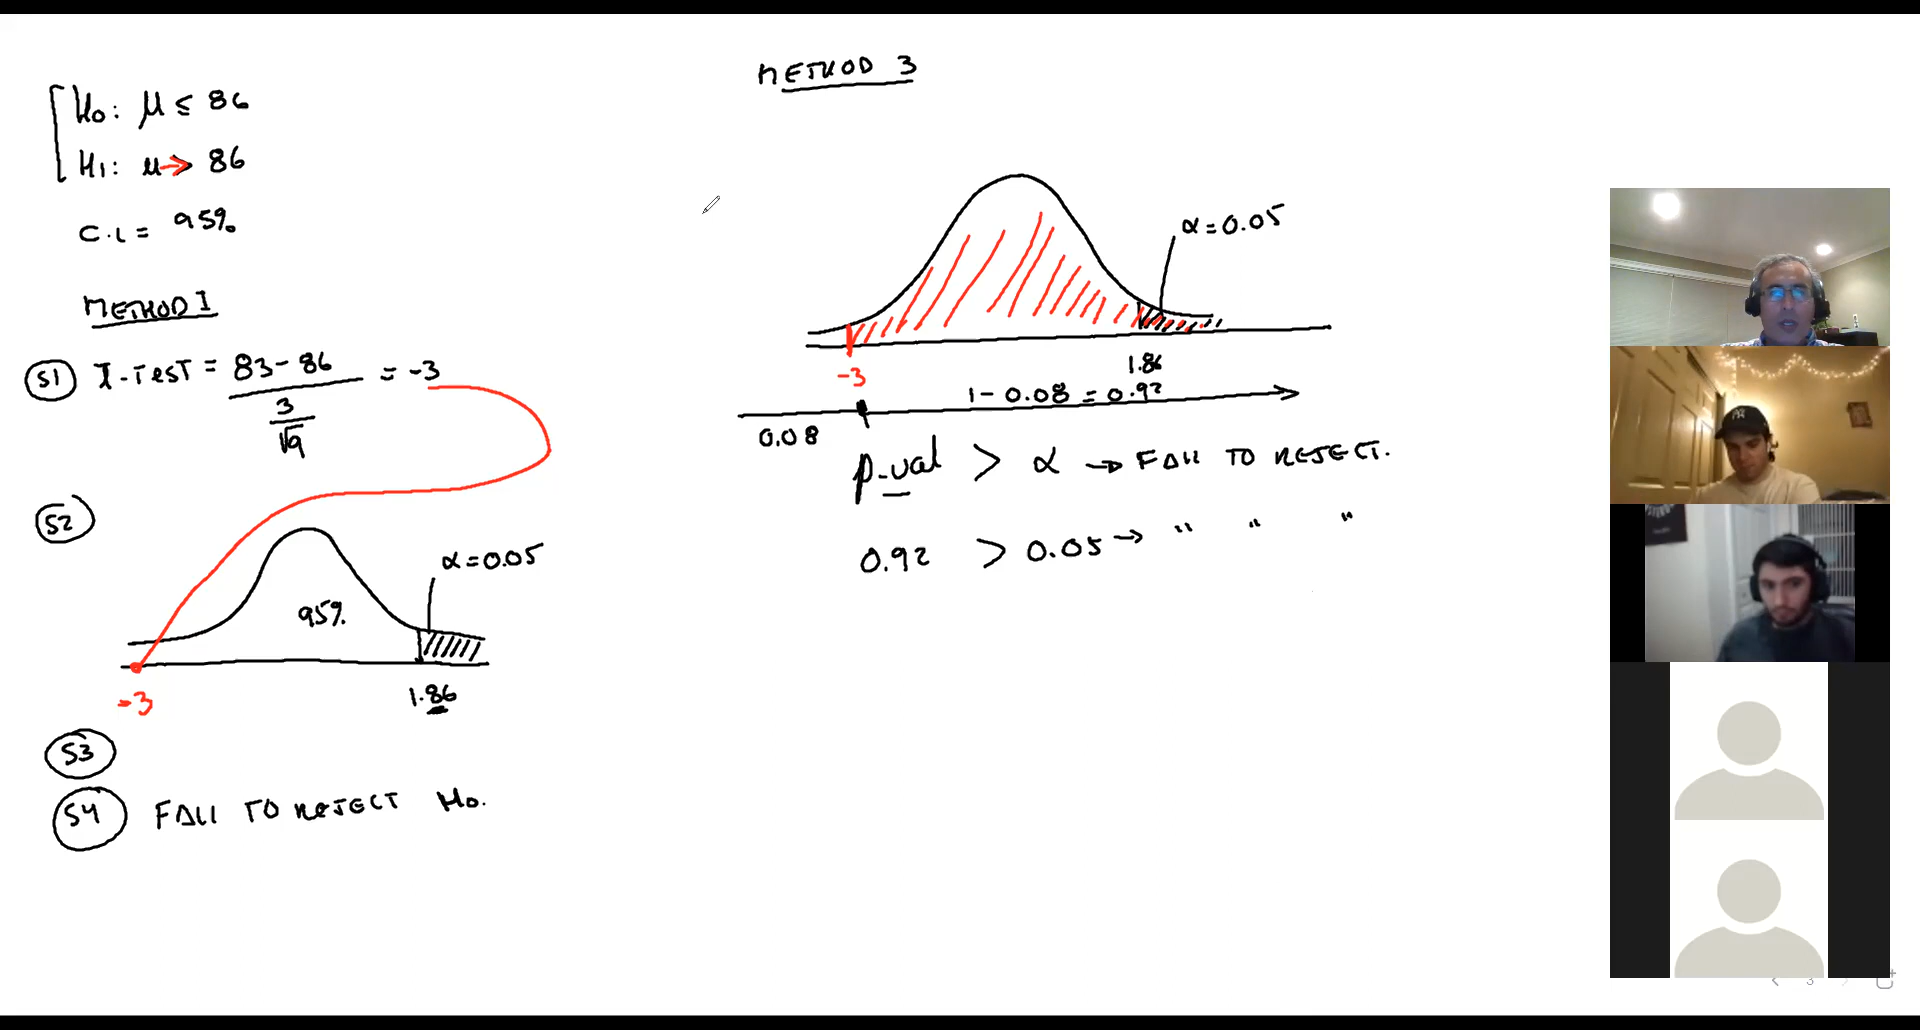 H0: μ ≤ 86
H1: μ > 86
C.L = 95%
METHOD I
S1 T-TEST = 83-86 / 3/√9 = -3
S2
α=0.05
95%
-3
1.86
S3
S4 FAIL TO REJECT H0.
METHOD 3
α=0.05
-3
1.86
1-0.08 = 0.92
0.08
p-val > α → FAIL TO REJECT.
0.92 > 0.05 → " " "
3